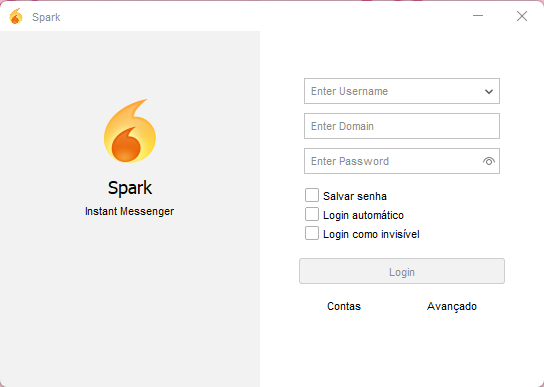 Spark
Spark
Instant Messenger
Enter Username
Enter Domain
Enter Password
Salvar senha
Login automático
Login como invisível
Login
Contas Avançado